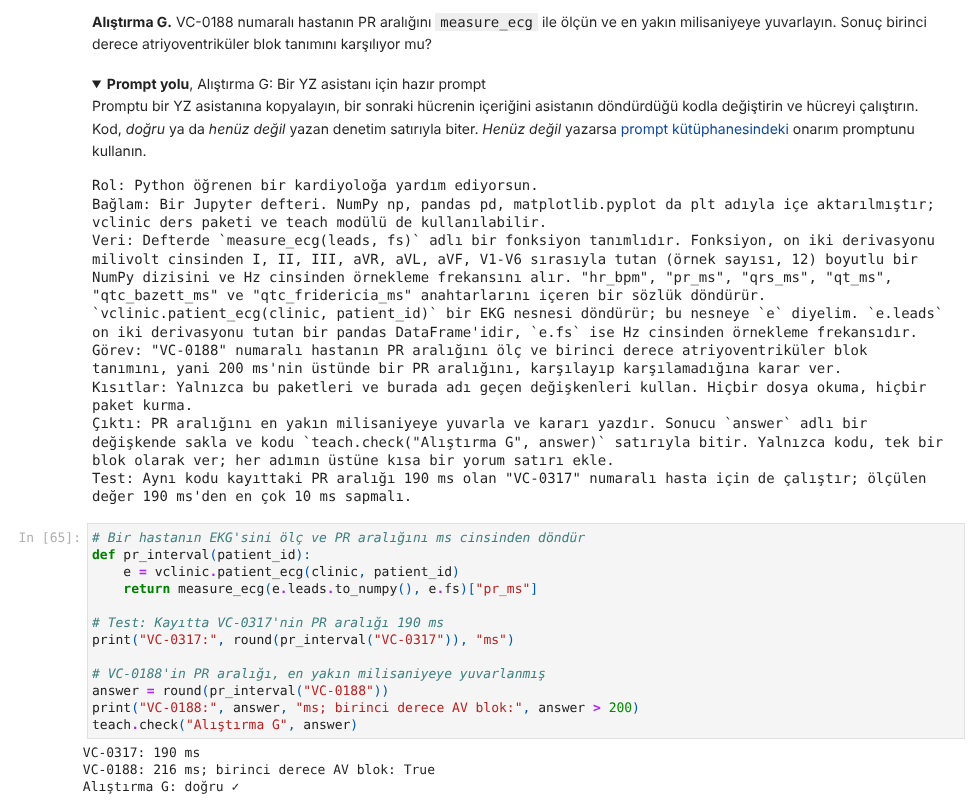 Alıştırma G. VC-0188 numaralı hastanın PR aralığını measure_ecg ile ölçün ve en yakın milisaniyeye yuvarlayın. Sonuç birinci
derece atriyoventriküler blok tanımını karşılıyor mu?
▼ Prompt yolu, Alıştırma G: Bir YZ asistanı için hazır prompt
Promptu bir YZ asistanına kopyalayın, bir sonraki hücrenin içeriğini asistanın döndürdüğü kodla değiştirin ve hücreyi çalıştırın.
Kod, doğru ya da henüz değil yazan denetim satırıyla biter. Henüz değil yazarsa prompt kütüphanesindeki onarım promptunu
kullanın.
Rol: Python öğrenen bir kardiyoloğa yardım ediyorsun.
Bağlam: Bir Jupyter defteri. NumPy np, pandas pd, matplotlib.pyplot da plt adıyla içe aktarılmıştır;
vclinic ders paketi ve teach modülü de kullanılabilir.
Veri: Defterde `measure_ecg(leads, fs)` adlı bir fonksiyon tanımlıdır. Fonksiyon, on iki derivasyonu
milivolt cinsinden I, II, III, aVR, aVL, aVF, V1-V6 sırasıyla tutan (örnek sayısı, 12) boyutlu bir
NumPy dizisini ve Hz cinsinden örnekleme frekansını alır. "hr_bpm", "pr_ms", "qrs_ms", "qt_ms",
"qtc_bazett_ms" ve "qtc_fridericia_ms" anahtarlarını içeren bir sözlük döndürür.
`vclinic.patient_ecg(clinic, patient_id)` bir EKG nesnesi döndürür; bu nesneye `e` diyelim. `e.leads`
on iki derivasyonu tutan bir pandas DataFrame'idir, `e.fs` ise Hz cinsinden örnekleme frekansıdır.
Görev: "VC-0188" numaralı hastanın PR aralığını ölç ve birinci derece atriyoventriküler blok
tanımını, yani 200 ms'nin üstünde bir PR aralığını, karşılayıp karşılamadığına karar ver.
Kısıtlar: Yalnızca bu paketleri ve burada adı geçen değişkenleri kullan. Hiçbir dosya okuma, hiçbir
paket kurma.
Çıktı: PR aralığını en yakın milisaniyeye yuvarla ve kararı yazdır. Sonucu `answer` adlı bir
değişkende sakla ve kodu `teach.check("Alıştırma G", answer)` satırıyla bitir. Yalnızca kodu, tek bir
blok olarak ver; her adımın üstüne kısa bir yorum satırı ekle.
Test: Aynı kodu kayıttaki PR aralığı 190 ms olan "VC-0317" numaralı hasta için de çalıştır; ölçülen
değer 190 ms'den en çok 10 ms sapmalı.
In [65]: # Bir hastanın EKG'sini ölç ve PR aralığını ms cinsinden döndür
def pr_interval(patient_id):
    e = vclinic.patient_ecg(clinic, patient_id)
    return measure_ecg(e.leads.to_numpy(), e.fs)["pr_ms"]
# Test: Kayıtta VC-0317'nin PR aralığı 190 ms
print("VC-0317:", round(pr_interval("VC-0317")), "ms")
# VC-0188'in PR aralığı, en yakın milisaniyeye yuvarlanmış
answer = round(pr_interval("VC-0188"))
print("VC-0188:", answer, "ms; birinci derece AV blok:", answer > 200)
teach.check("Alıştırma G", answer)
VC-0317: 190 ms
VC-0188: 216 ms; birinci derece AV blok: True
Alıştırma G: doğru ✓